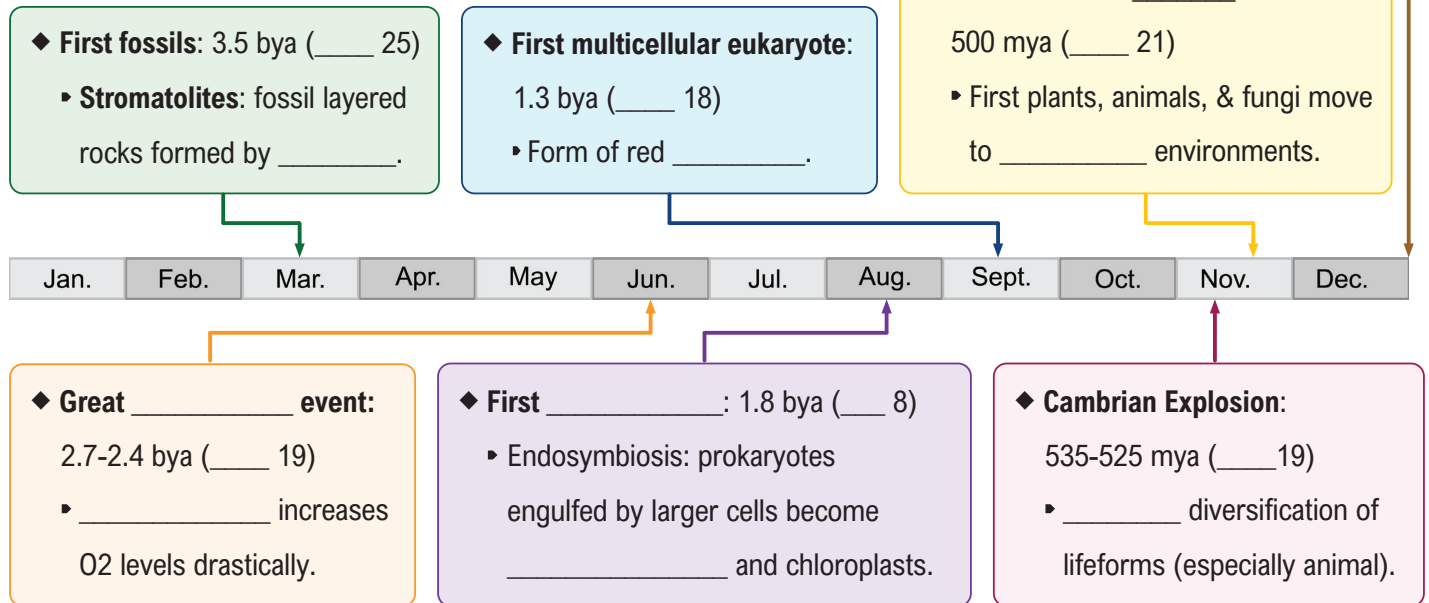 ◆ First fossils: 3.5 bya (____ 25)
‣ Stromatolites: fossil layered
rocks formed by ________.
◆ First multicellular eukaryote:
1.3 bya (____ 18)
‣ Form of red _________.
________
500 mya (____ 21)
‣ First plants, animals, & fungi move
to __________ environments.
Jan. Feb. Mar. Apr. May Jun. Jul. Aug. Sept. Oct. Nov. Dec.
◆ Great ___________ event:
2.7-2.4 bya (____ 19)
‣ _____________ increases
O2 levels drastically.
◆ First ____________: 1.8 bya (___ 8)
‣ Endosymbiosis: prokaryotes
engulfed by larger cells become
_______________ and chloroplasts.
◆ Cambrian Explosion:
535-525 mya (____19)
‣ ________ diversification of
lifeforms (especially animal).